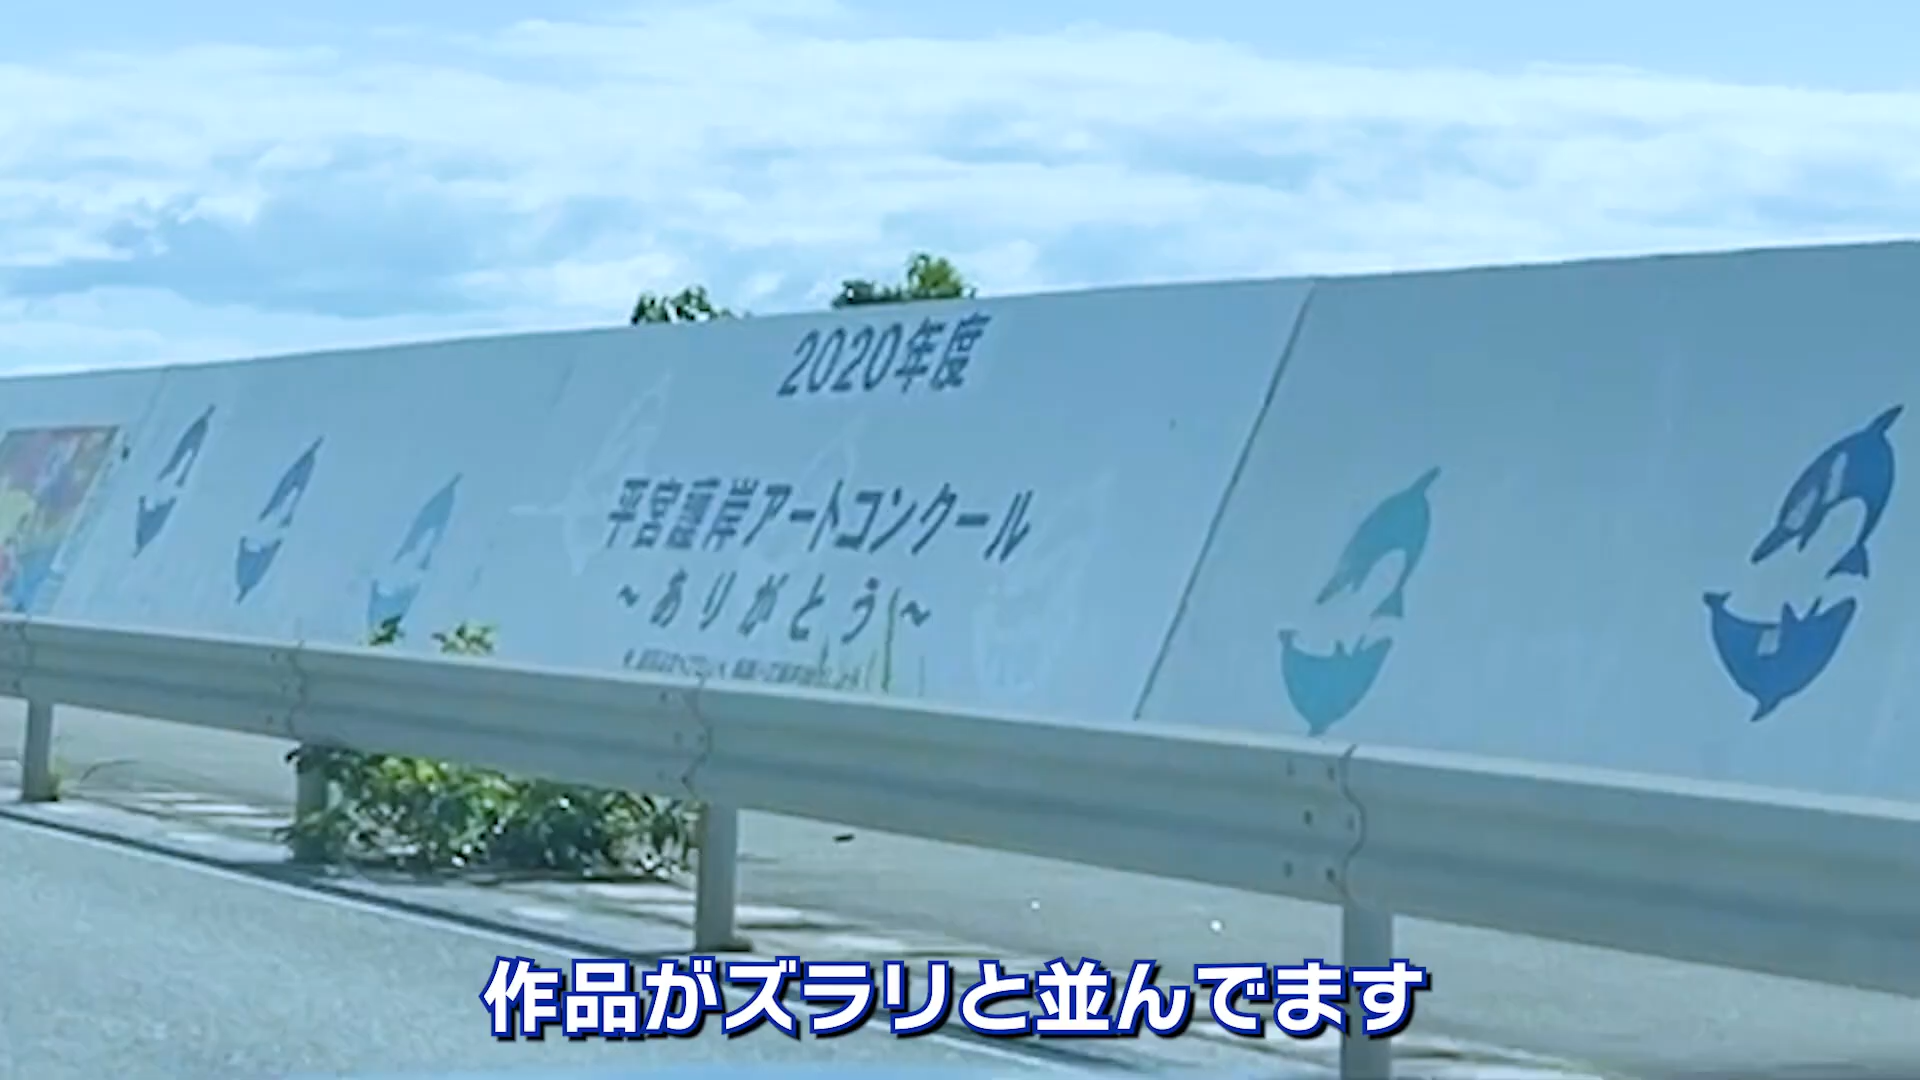 2020年度
平宮護岸アートコンクール
~ありがとう~
作品がズラリと並んでます